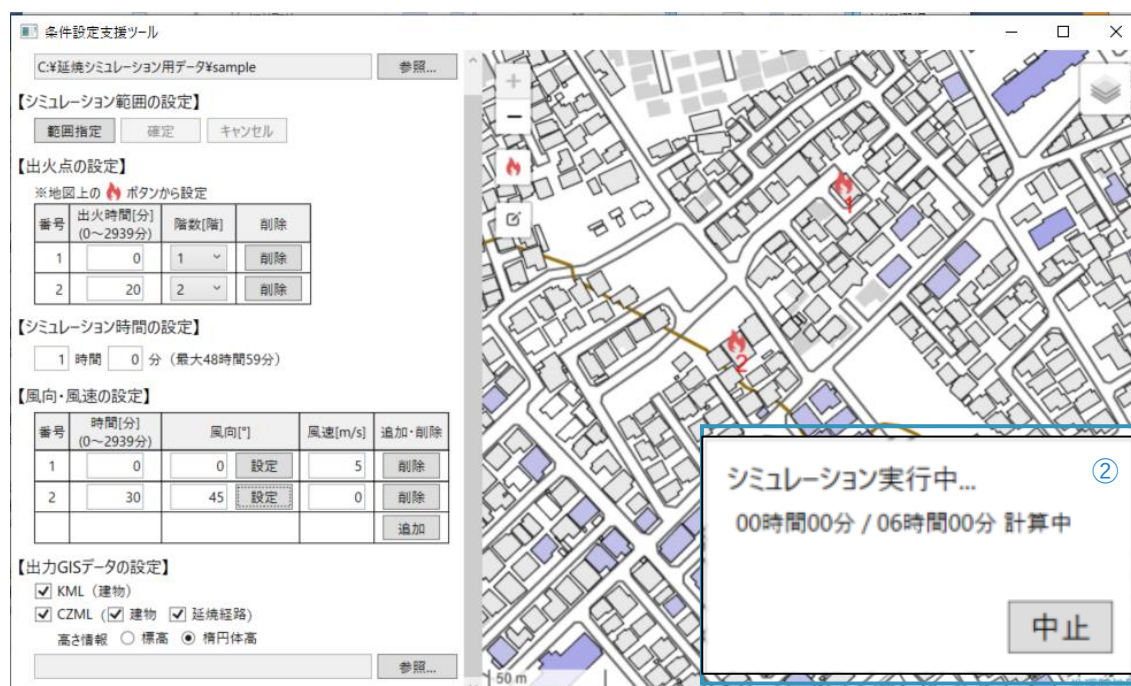 条件設定支援ツール
C:¥延焼シミュレーション用データ¥sample 参照...
【シミュレーション範囲の設定】
範囲指定 確定 キャンセル
【出火点の設定】
※地図上の ボタンから設定
番号 出火時間[分] (0～2939分) 階数[階] 削除
1 0 1 削除
2 20 2 削除
【シミュレーション時間の設定】
1 時間 0 分 (最大48時間59分)
【風向・風速の設定】
番号 時間[分] (0～2939分) 風向[°] 風速[m/s] 追加・削除
1 0 0 設定 5 削除
2 30 45 設定 0 削除
追加
【出力GISデータの設定】
KML (建物)
CZML (建物 延焼経路)
高さ情報 標高 楕円体高
参照...
+
−
1
2
50 m
シミュレーション実行中... ②
00時間00分 / 06時間00分 計算中
中止